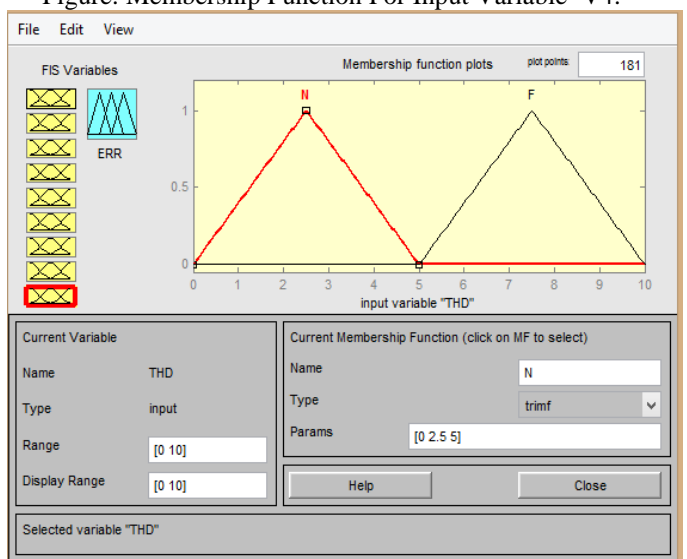 Figure: Membership Function For Input Variable "V4.
File Edit View
FIS Variables
Membership function plots
plot points:
181
ERR
N
F
1
0.5
0
0 1 2 3 4 5 6 7 8 9 10
input variable "THD"
Current Variable
Name THD
Type input
Range [0 10]
Display Range [0 10]
Current Membership Function (click on MF to select)
Name N
Type trimf
Params [0 2.5 5]
Help Close
Selected variable "THD"